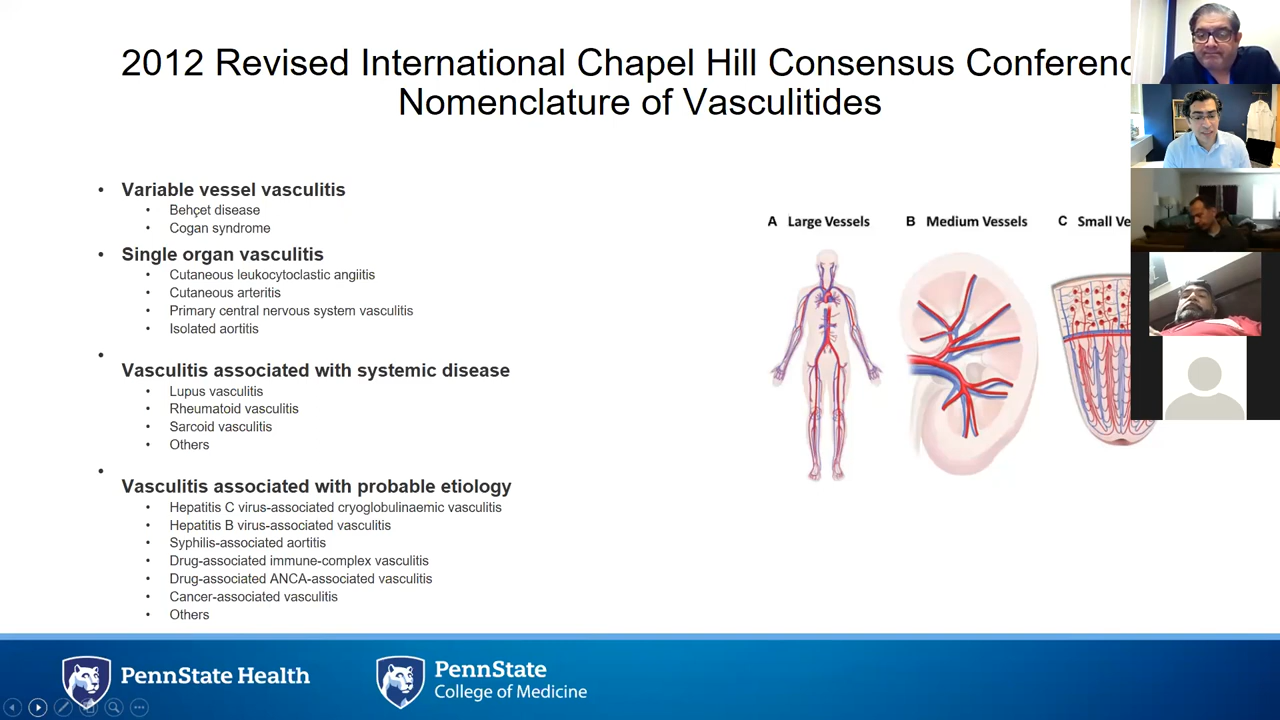 2012 Revised International Chapel Hill Consensus
Nomenclature of Vasculitides
• Variable vessel vasculitis
• Behçet disease
• Cogan syndrome
• Single organ vasculitis
• Cutaneous leukocytoclastic angiitis
• Cutaneous arteritis
• Primary central nervous system vasculitis
• Isolated aortitis
•
Vasculitis associated with systemic disease
• Lupus vasculitis
• Rheumatoid vasculitis
• Sarcoid vasculitis
• Others
•
Vasculitis associated with probable etiology
• Hepatitis C virus-associated cryoglobulinaemic vasculitis
• Hepatitis B virus-associated vasculitis
• Syphilis-associated aortitis
• Drug-associated immune-complex vasculitis
• Drug-associated ANCA-associated vasculitis
• Cancer-associated vasculitis
• Others
A Large Vessels
B Medium Vessels
C Small
PennState Health
PennState
College of Medicine